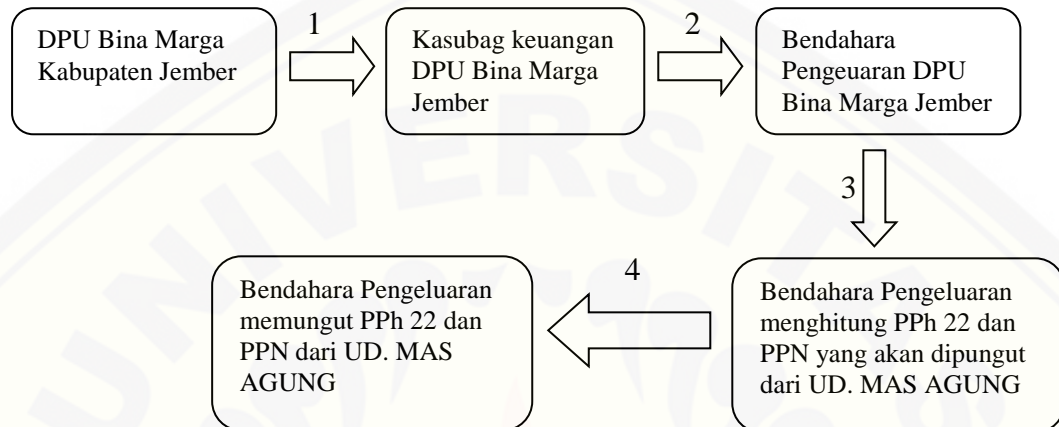 DPU Bina Marga
Kabupaten Jember
1
Kasubag keuangan
DPU Bina Marga
Jember
2
Bendahara
Pengeuaran DPU
Bina Marga Jember
3
Bendahara Pengeluaran
menghitung PPh 22 dan
PPN yang akan dipungut
dari UD. MAS AGUNG
4
Bendahara Pengeluaran
memungut PPh 22 dan
PPN dari UD. MAS
AGUNG
UNIVERSITAS